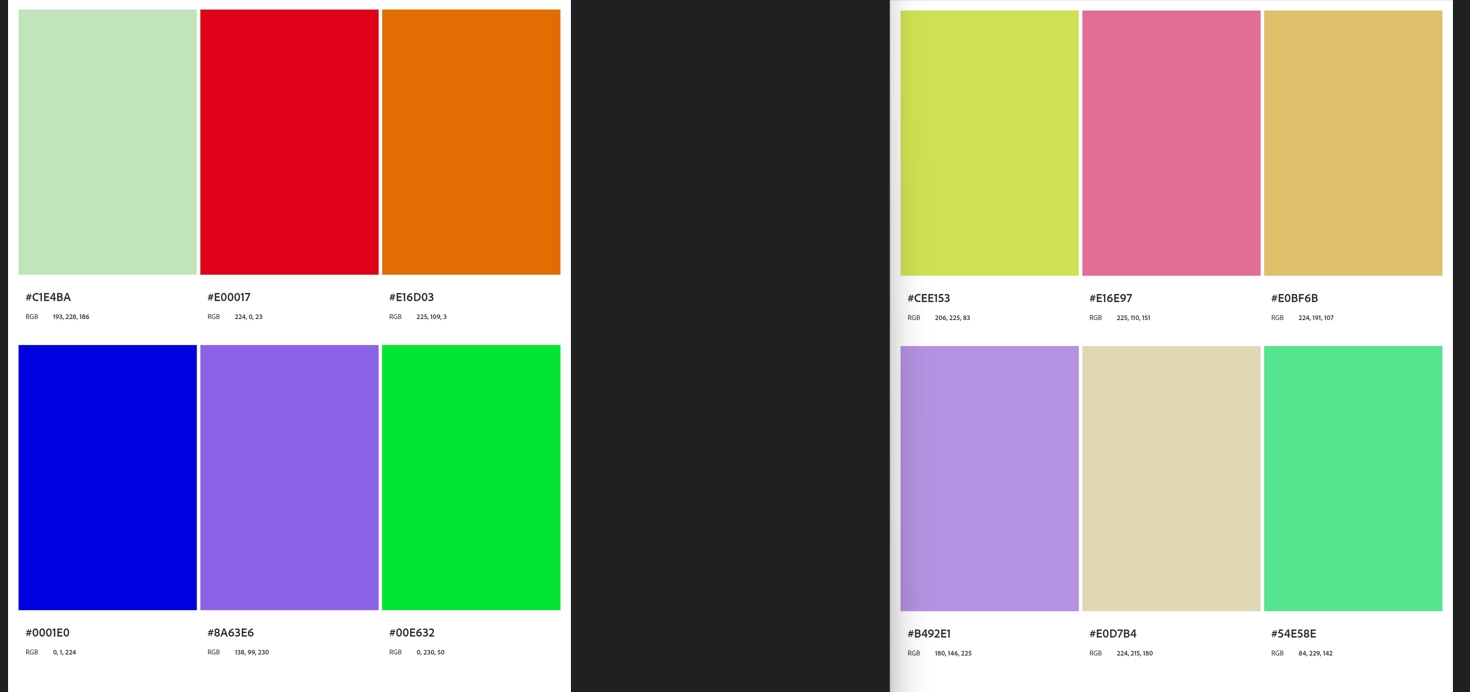 #C1E4BA
RGB 193, 228, 186
#E00017
RGB 224, 0, 23
#E16D03
RGB 225, 109, 3
#0001E0
RGB 0, 1, 224
#8A63E6
RGB 138, 99, 230
#00E632
RGB 0, 230, 50
#CEE153
RGB 206, 225, 83
#E16E97
RGB 225, 110, 151
#E0BF6B
RGB 224, 191, 107
#B492E1
RGB 180, 146, 225
#E0D7B4
RGB 224, 215, 180
#54E58E
RGB 84, 229, 142